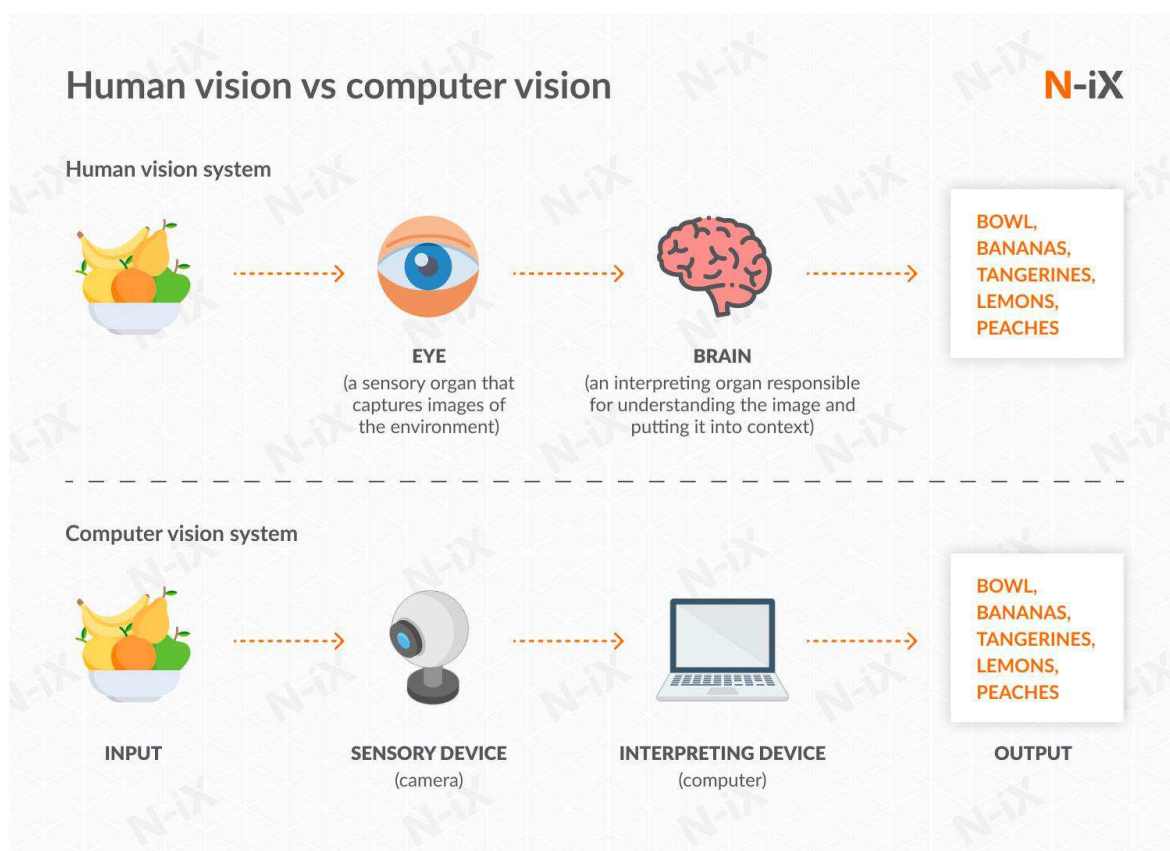 Human vision vs computer vision
N-iX
Human vision system
EYE
(a sensory organ that
captures images of
the environment)
BRAIN
(an interpreting organ responsible
for understanding the image and
putting it into context)
BOWL,
BANANAS,
TANGERINES,
LEMONS,
PEACHES
Computer vision system
BOWL,
BANANAS,
TANGERINES,
LEMONS,
PEACHES
INPUT
SENSORY DEVICE
(camera)
INTERPRETING DEVICE
(computer)
OUTPUT